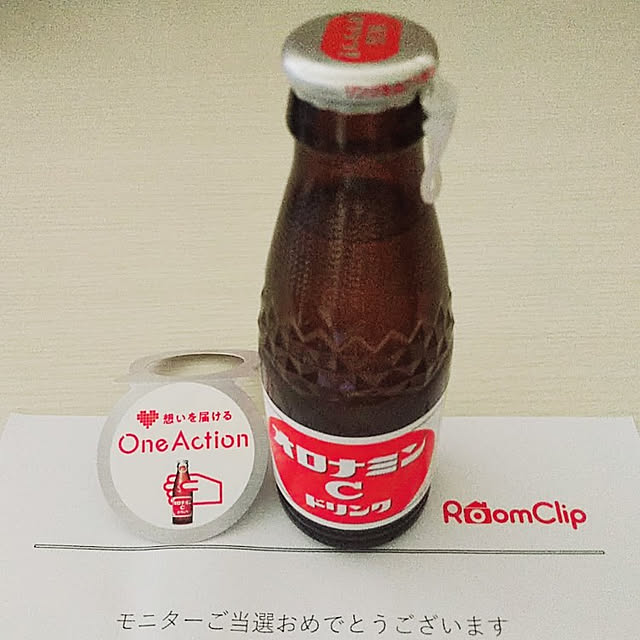 想いを届ける
One Action
オロナミン
C
ドリンク
RoomClip
モニターご当選おめでとうございます